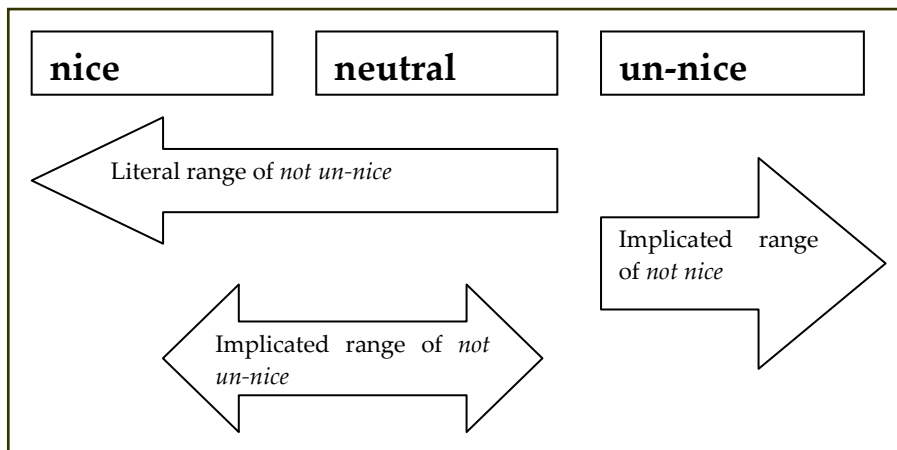 nice
neutral
un-nice
Literal range of not un-nice
Implicated range
of not nice
Implicated range of not
un-nice